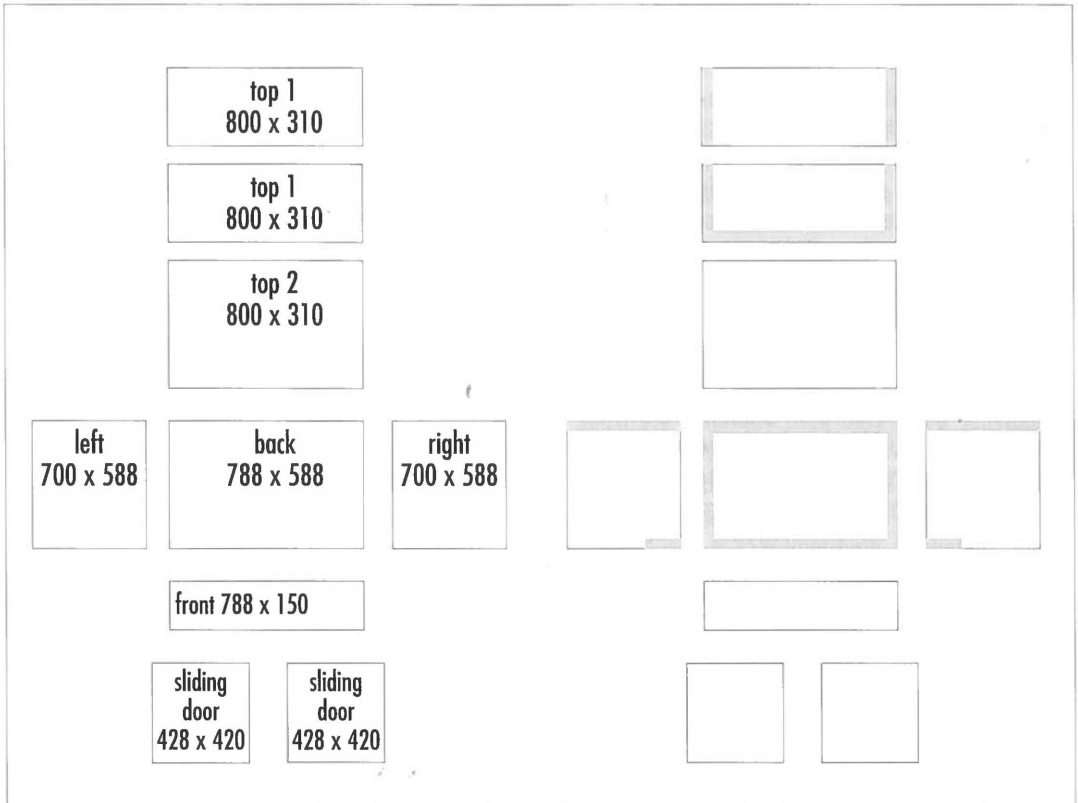 top 1
800 x 310
top 1
800 x 310
top 2
800 x 310
left
700 x 588
back
788 x 588
right
700 x 588
front 788 x 150
sliding
door
428 x 420
sliding
door
428 x 420